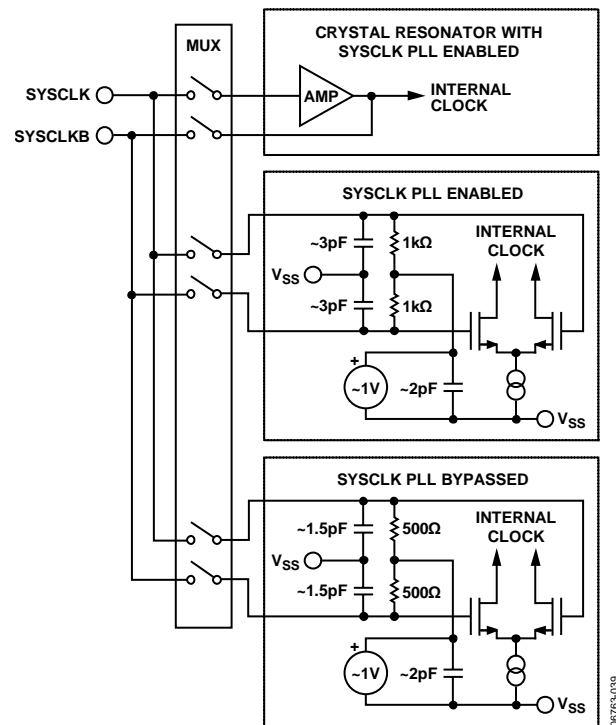 MUX
CRYSTAL RESONATOR WITH
SYSCLK PLL ENABLED
SYSCLK
AMP
INTERNAL
CLOCK
SYSCLKB
SYSCLK PLL ENABLED
INTERNAL
CLOCK
~3pF
1kΩ
VSS
~3pF
1kΩ
+
~1V
~2pF
VSS
SYSCLK PLL BYPASSED
INTERNAL
CLOCK
~1.5pF
500Ω
VSS
~1.5pF
500Ω
+
~1V
~2pF
VSS
06763-039